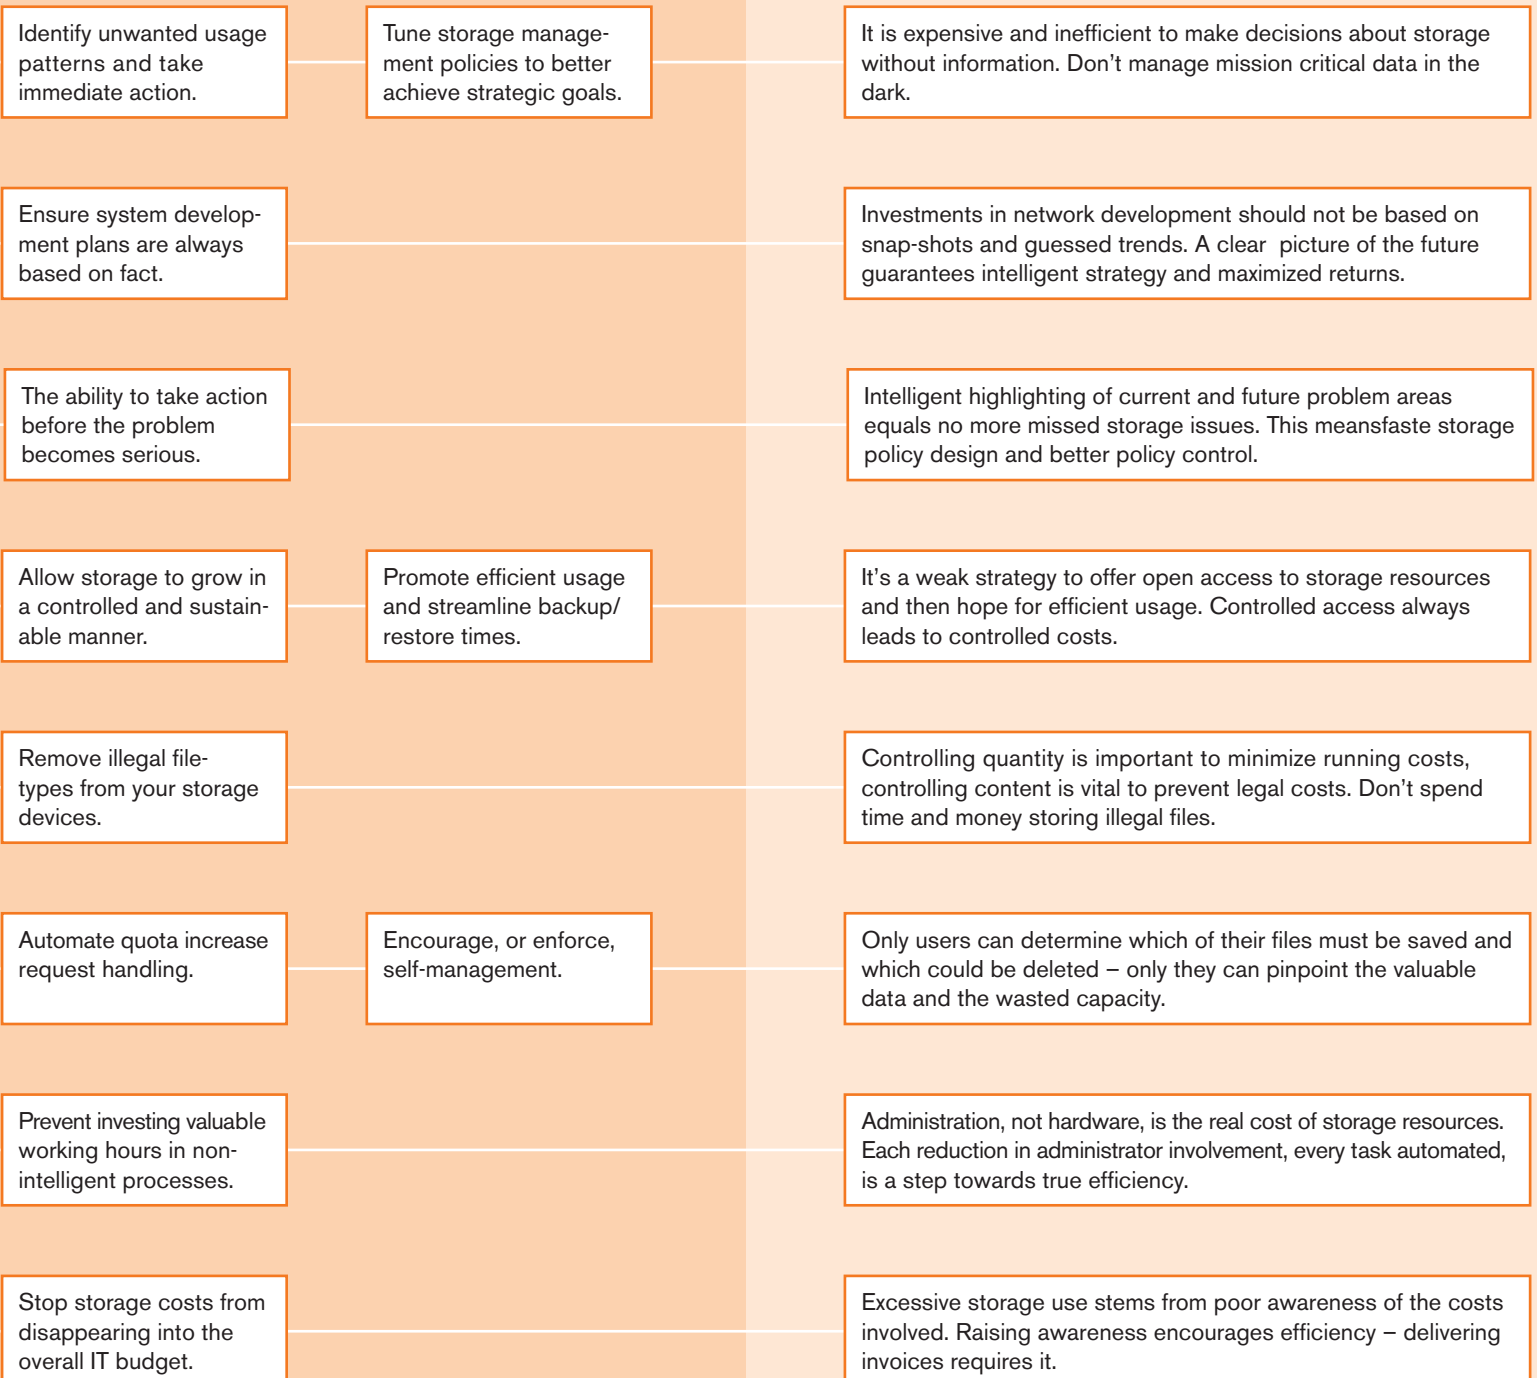 Identify unwanted usage
patterns and take
immediate action.
Tune storage manage-
ment policies to better
achieve strategic goals.
It is expensive and inefficient to make decisions about storage
without information. Don’t manage mission critical data in the
dark.
Ensure system develop-
ment plans are always
based on fact.
Investments in network development should not be based on
snap-shots and guessed trends. A clear  picture of the future
guarantees intelligent strategy and maximized returns.
The ability to take action
before the problem
becomes serious.
Intelligent highlighting of current and future problem areas
equals no more missed storage issues. This meansfaste storage
policy design and better policy control.
Allow storage to grow in
a controlled and sustain-
able manner.
Promote efficient usage
and streamline backup/
restore times.
It’s a weak strategy to offer open access to storage resources
and then hope for efficient usage. Controlled access always
leads to controlled costs.
Remove illegal file-
types from your storage
devices.
Controlling quantity is important to minimize running costs,
controlling content is vital to prevent legal costs. Don’t spend
time and money storing illegal files.
Automate quota increase
request handling.
Encourage, or enforce,
self-management.
Only users can determine which of their files must be saved and
which could be deleted – only they can pinpoint the valuable
data and the wasted capacity.
Prevent investing valuable
working hours in non-
intelligent processes.
Administration, not hardware, is the real cost of storage resources.
Each reduction in administrator involvement, every task automated,
is a step towards true efficiency.
Stop storage costs from
disappearing into the
overall IT budget.
Excessive storage use stems from poor awareness of the costs
involved. Raising awareness encourages efficiency – delivering
invoices requires it.